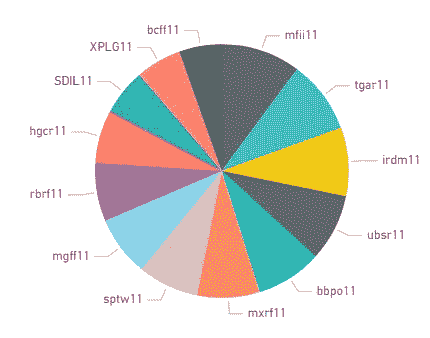 bcff11
mfii11
XPLG11
SDIL11
tgar11
hgcr11
irdm11
rbrf11
ubsr11
mgff11
bbpo11
sptw11
mxrf11